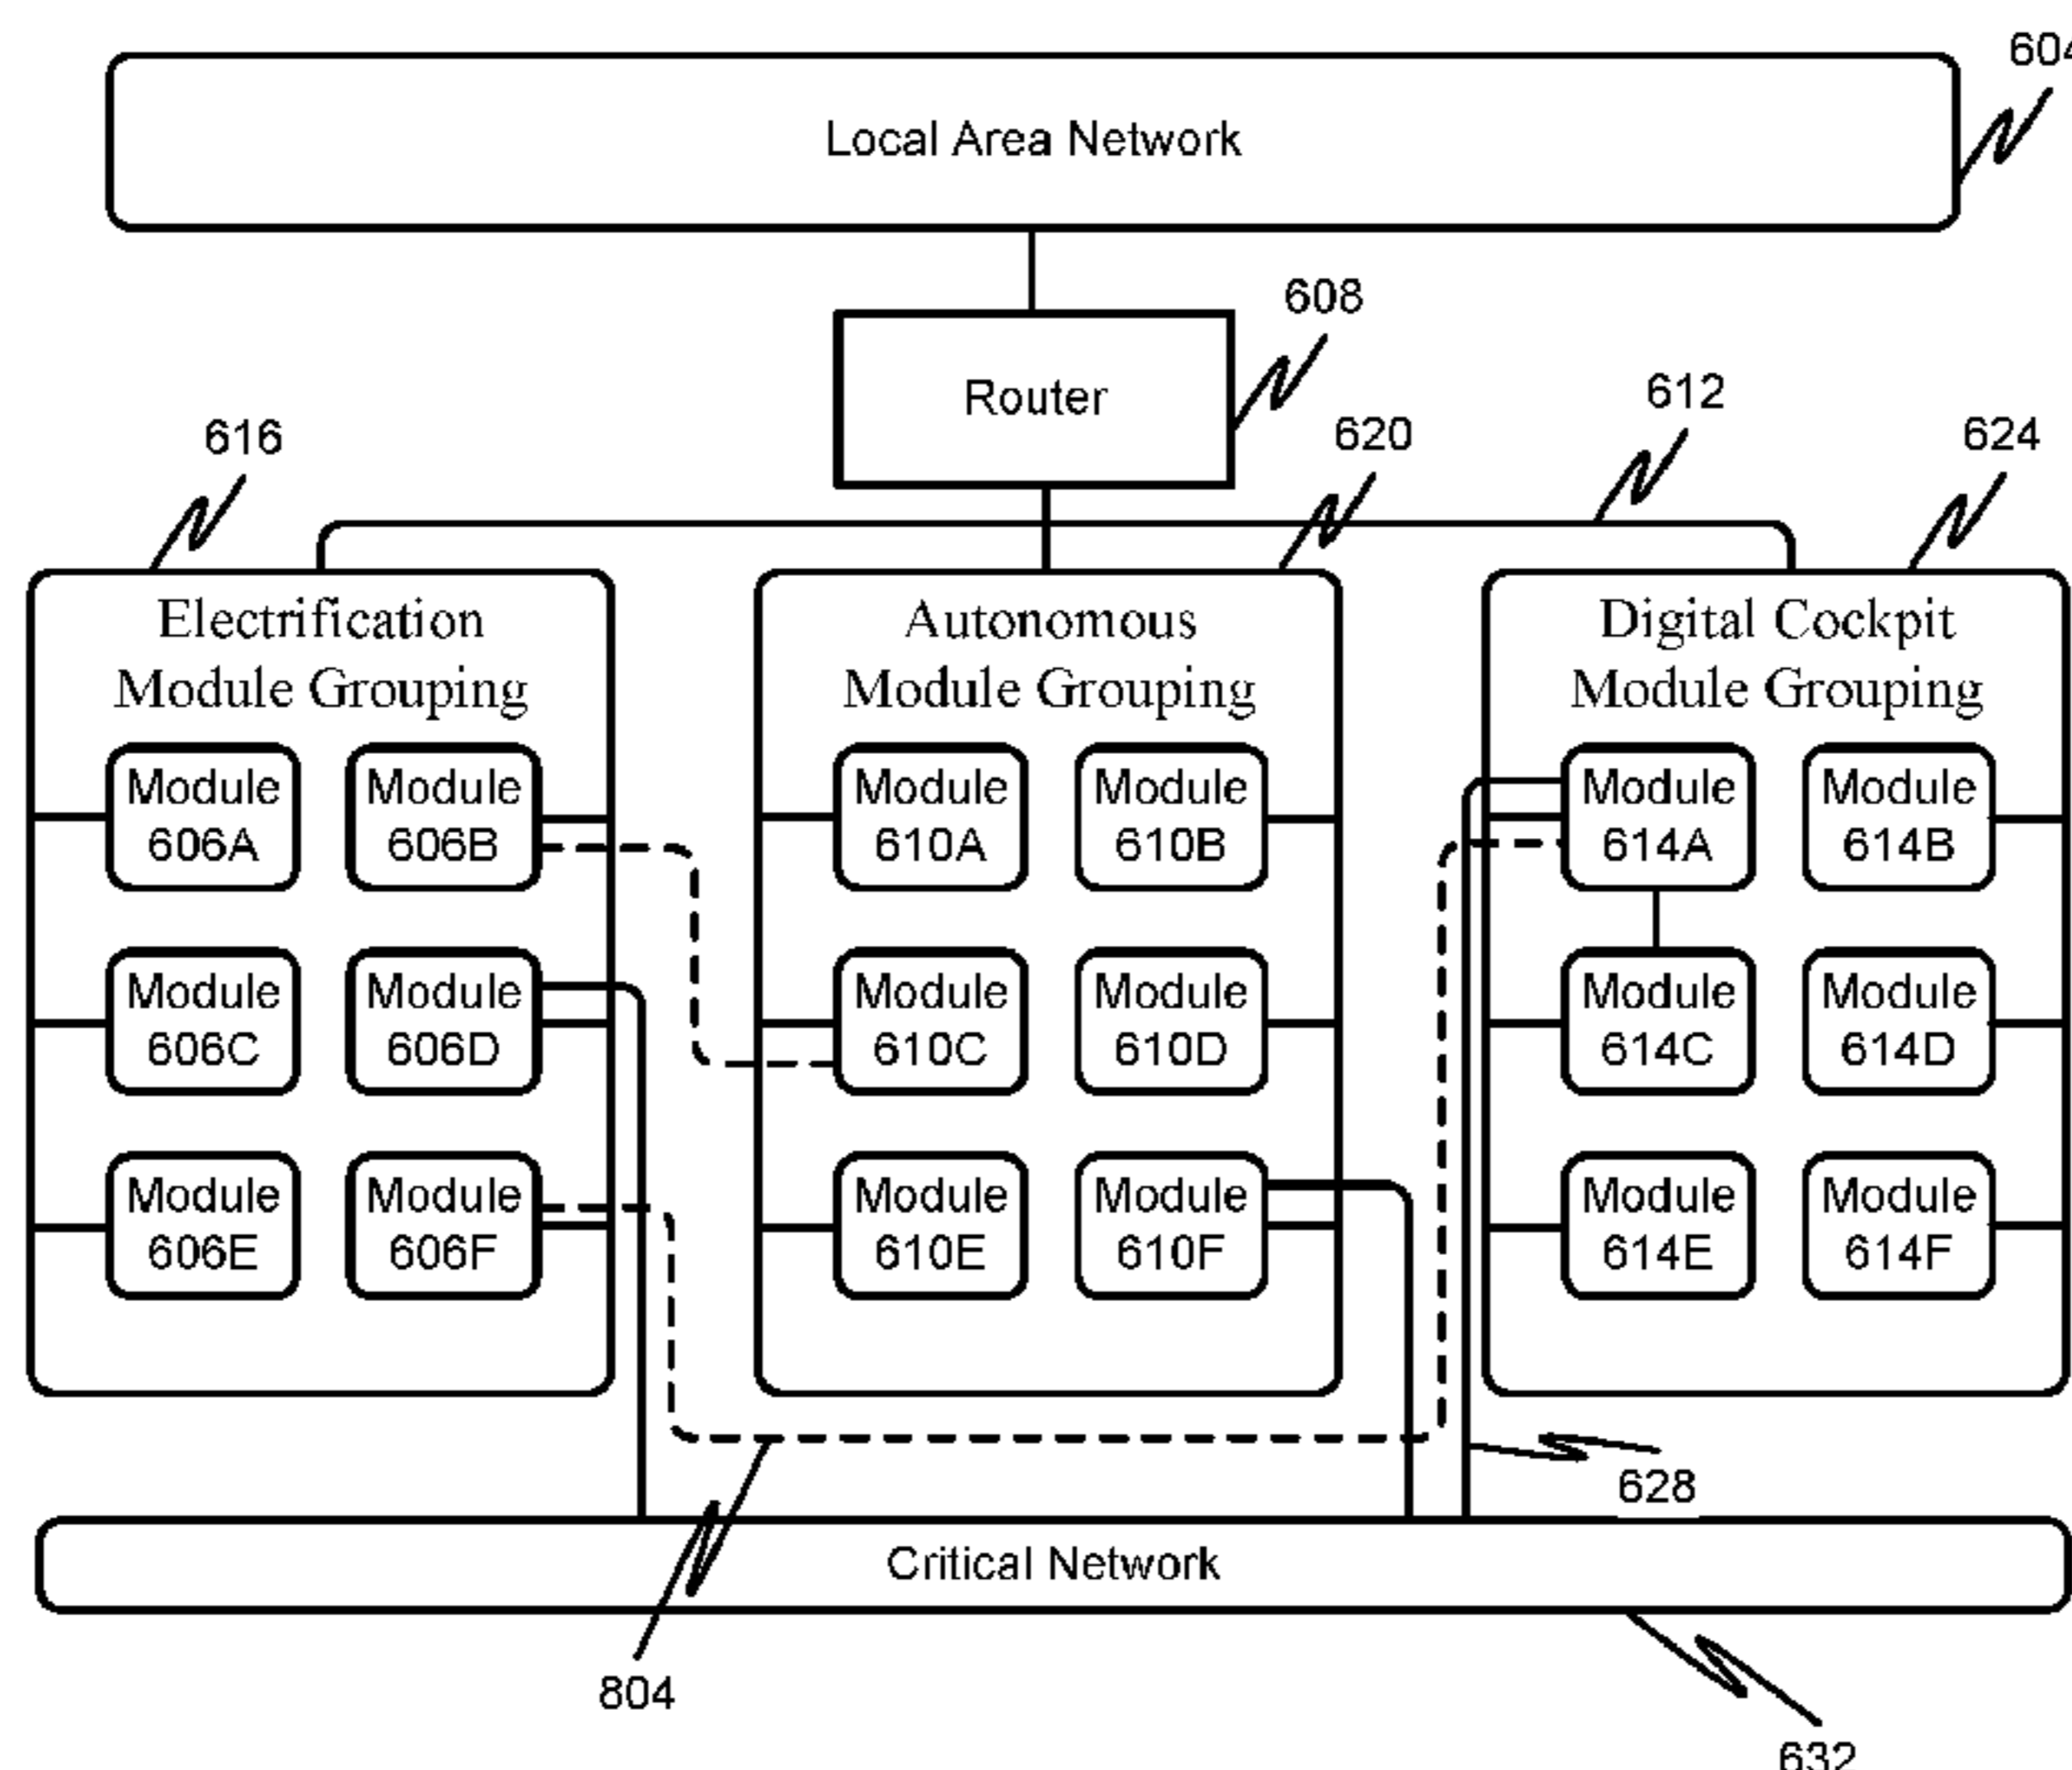 604
Local Area Network
608
Router
612
616
620
624
Electrification
Module Grouping
Autonomous
Module Grouping
Digital Cockpit
Module Grouping
Module
606A
Module
606B
Module
610A
Module
610B
Module
614A
Module
614B
Module
606C
Module
606D
Module
610C
Module
610D
Module
614C
Module
614D
Module
606E
Module
606F
Module
610E
Module
610F
Module
614E
Module
614F
628
Critical Network
804
632